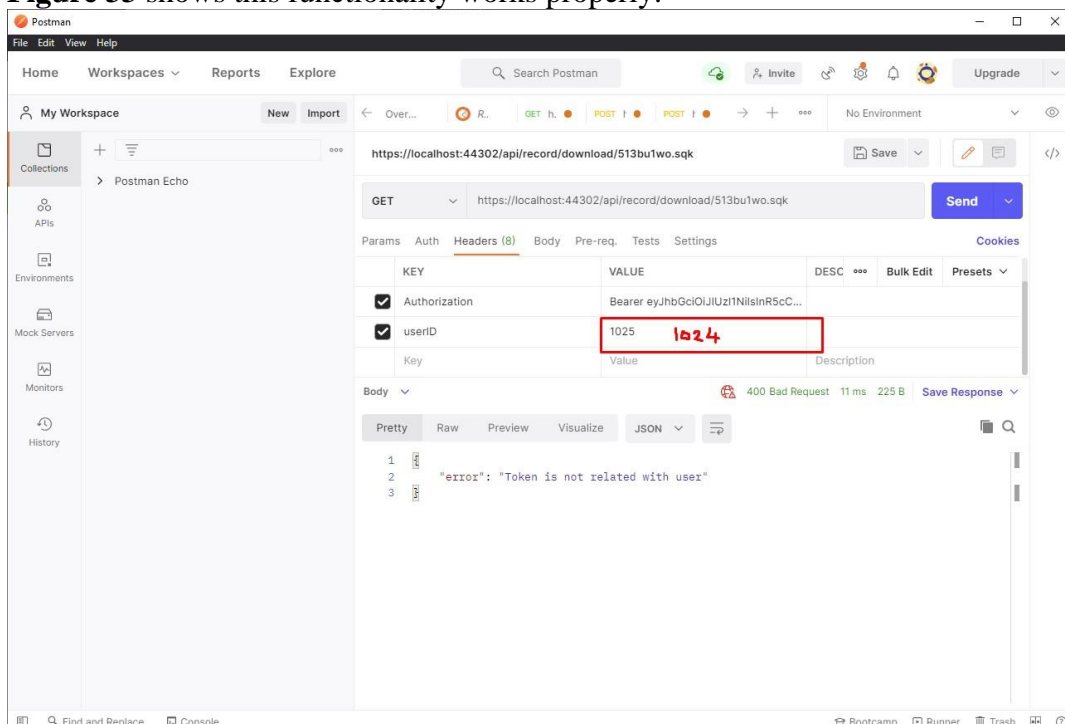 Figure 33 shows this functionality works properly.
Postman
File Edit View Help
Home Workspaces Reports Explore Search Postman Invite Upgrade
My Workspace New Import Over... R.. GET h. POST POST No Environment
Collections
APIs
Environments
Mock Servers
Monitors
History
Postman Echo
https://localhost:44302/api/record/download/513bu1wo.sqk Save
GET https://localhost:44302/api/record/download/513bu1wo.sqk Send
Params Auth Headers (8) Body Pre-req. Tests Settings Cookies
KEY VALUE DESC Bulk Edit Presets
Authorization Bearer eyJhbGciOiJIUzI1NiIsInR5cC...
userID 1025 1024
Key Value Description
Body 400 Bad Request 11 ms 225 B Save Response
Pretty Raw Preview Visualize JSON
1 {
2 "error": "Token is not related with user"
3 }
Find and Replace Console Bootcamp Runner Trash